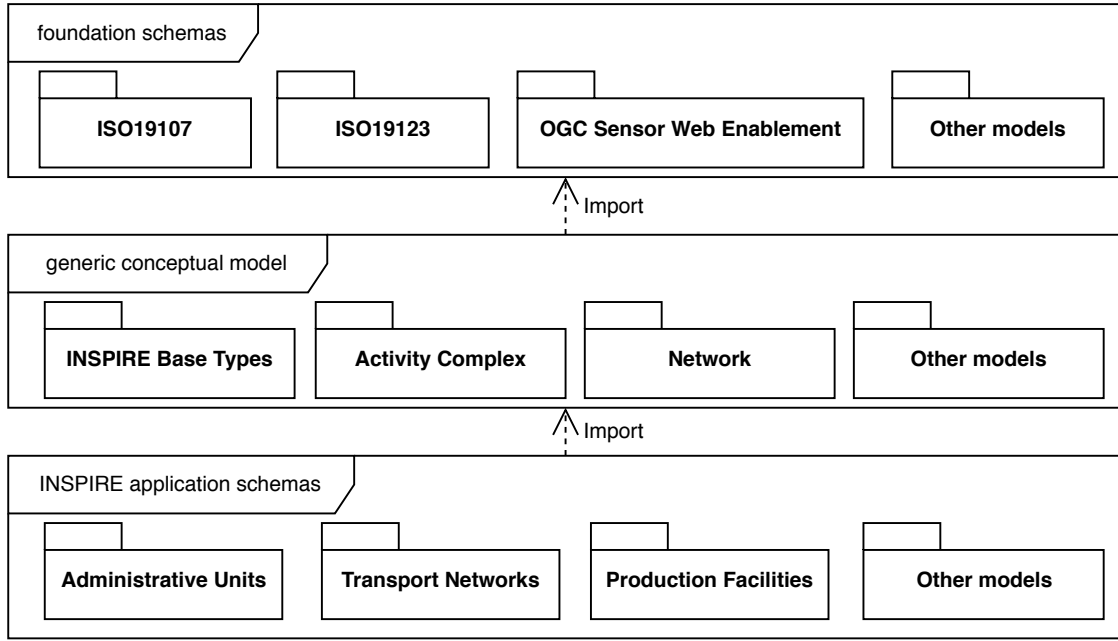 foundation schemas
ISO19107
ISO19123
OGC Sensor Web Enablement
Other models
Import
generic conceptual model
INSPIRE Base Types
Activity Complex
Network
Other models
Import
INSPIRE application schemas
Administrative Units
Transport Networks
Production Facilities
Other models